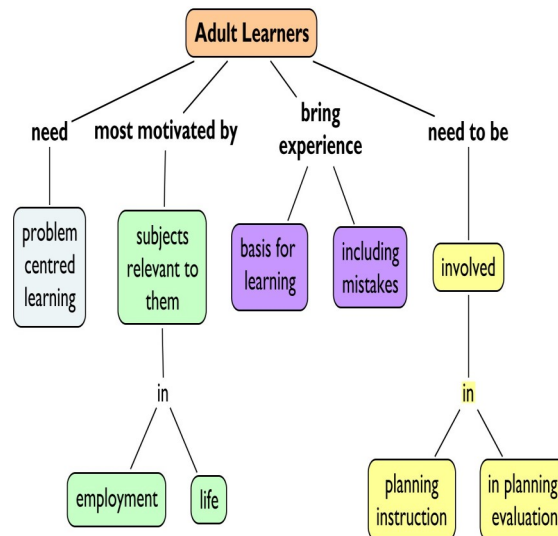 Adult Learners
need
most motivated by
bring
experience
need to be
problem
centred
learning
subjects
relevant to
them
basis for
learning
including
mistakes
involved
in
in
employment
life
planning
instruction
in planning
evaluation